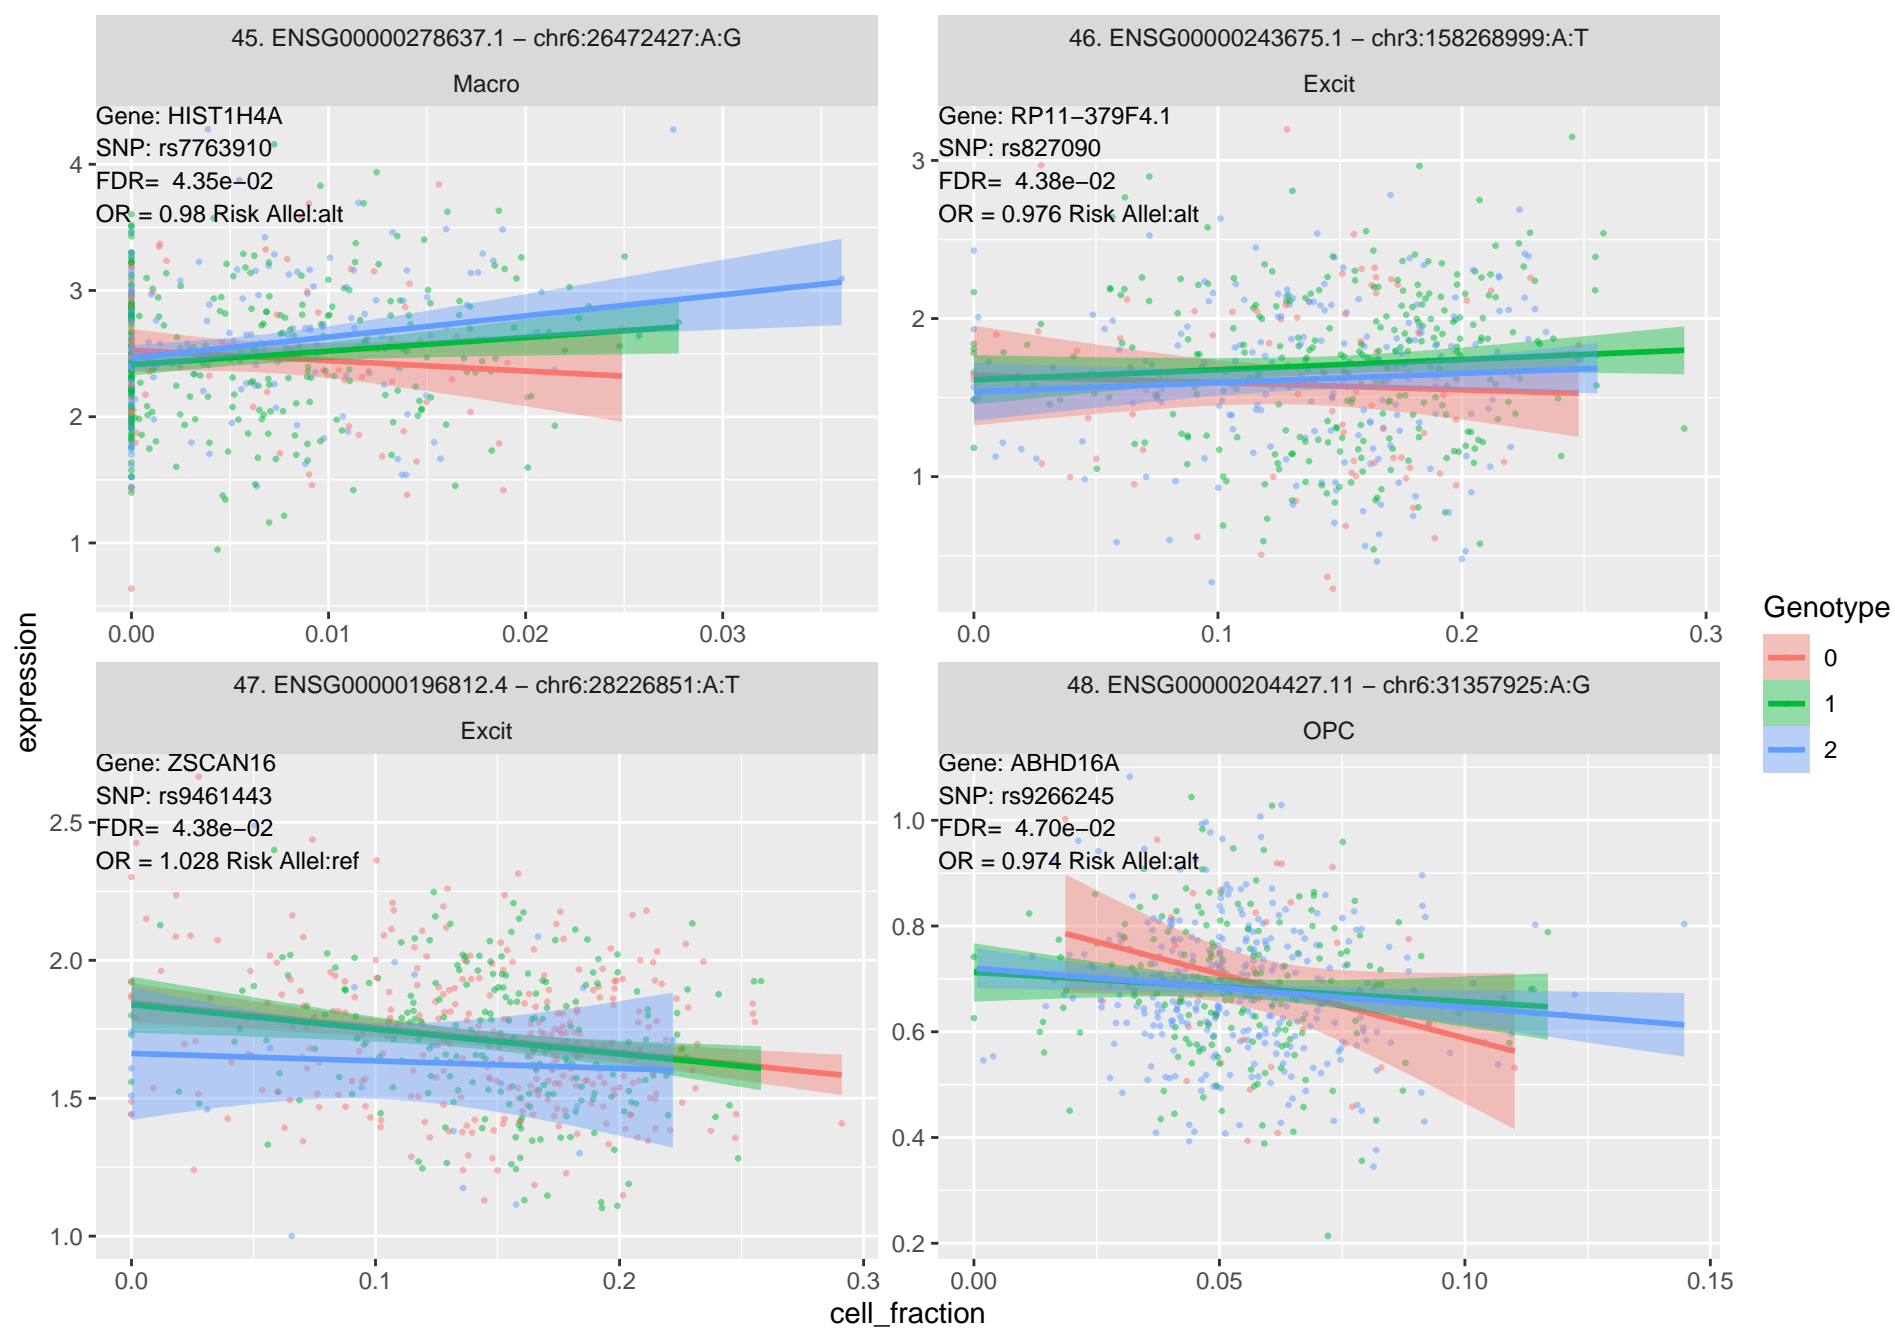 45. ENSG00000278637.1 − chr6:26472427:A:G
Macro
Gene: HIST1H4A
SNP: rs7763910
FDR= 4.35e−02
OR = 0.98 Risk Allel:alt
4
3
2
1
0.00
0.01
0.02
0.03
46. ENSG00000243675.1 − chr3:158268999:A:T
Excit
Gene: RP11−379F4.1
SNP: rs827090
FDR= 4.38e−02
OR = 0.976 Risk Allel:alt
3
2
1
0.0
0.1
0.2
0.3
47. ENSG00000196812.4 − chr6:28226851:A:T
Excit
Gene: ZSCAN16
SNP: rs9461443
FDR= 4.38e−02
OR = 1.028 Risk Allel:ref
2.5
2.0
1.5
1.0
0.0
0.1
0.2
0.3
48. ENSG00000204427.11 − chr6:31357925:A:G
OPC
Gene: ABHD16A
SNP: rs9266245
FDR= 4.70e−02
OR = 0.974 Risk Allel:alt
1.0
0.8
0.6
0.4
0.2
0.00
0.05
0.10
0.15
expression
cell_fraction
Genotype
0
1
2